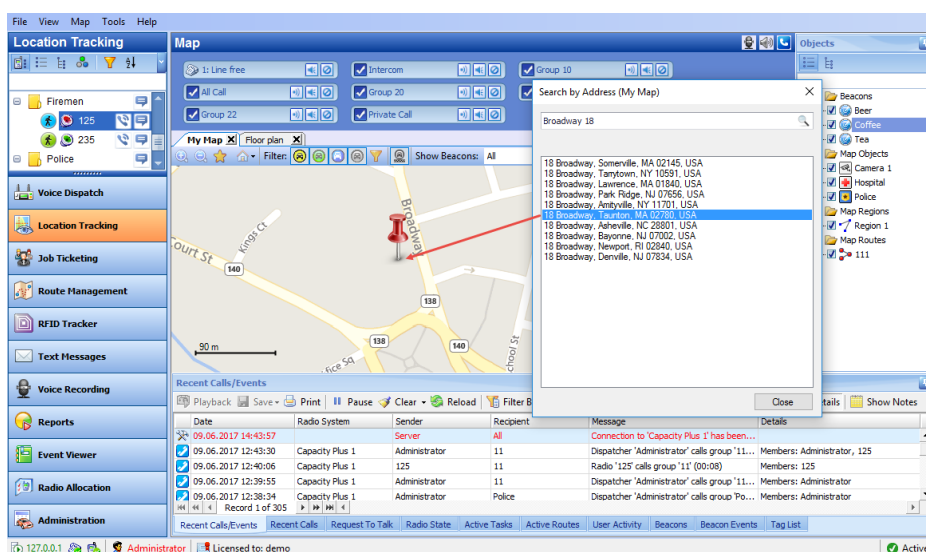 File View Map Tools Help
Location Tracking
Firemen
125
235
Police
Voice Dispatch
Location Tracking
Job Ticketing
Route Management
RFID Tracker
Text Messages
Voice Recording
Reports
Event Viewer
Radio Allocation
Administration
Map
1: Line free
Intercom
Group 10
All Call
Group 20
Group 22
Private Call
My Map X Floor plan X
Filter:
Show Beacons: All
Broadway
Kings Ct
Court St
140
138
138
140
School St
fice Sq
90 m
Search by Address (My Map)
Broadway 18
18 Broadway, Somerville, MA 02145, USA
18 Broadway, Tarrytown, NY 10591, USA
18 Broadway, Lawrence, MA 01840, USA
18 Broadway, Park Ridge, NJ 07656, USA
18 Broadway, Amityville, NY 11701, USA
18 Broadway, Taunton, MA 02780, USA
18 Broadway, Asheville, NC 28801, USA
18 Broadway, Bayonne, NJ 07002, USA
18 Broadway, Newport, RI 02840, USA
18 Broadway, Denville, NJ 07834, USA
Close
Objects
Beacons
Beer
Coffee
Tea
Map Objects
Camera 1
Hospital
Police
Map Regions
Region 1
Map Routes
111
Recent Calls/Events
Playback Save Print Pause Clear Reload Filter B
tails Show Notes
Date Radio System Sender Recipient Message Details
09.06.2017 14:43:57 Server All Connection to 'Capacity Plus 1' has been...
09.06.2017 12:43:30 Capacity Plus 1 Administrator 11 Dispatcher 'Administrator' calls group '11... Members: Administrator, 125
09.06.2017 12:40:06 Capacity Plus 1 125 11 Radio '125' calls group '11' (00:08) Members: 125
09.06.2017 12:39:55 Capacity Plus 1 Administrator 11 Dispatcher 'Administrator' calls group '11... Members: Administrator
09.06.2017 12:38:34 Capacity Plus 1 Administrator Police Dispatcher 'Administrator' calls group 'Po... Members: Administrator
Record 1 of 305
Recent Calls/Events Recent Calls Request To Talk Radio State Active Tasks Active Routes User Activity Beacons Beacon Events Tag List
127.0.0.1 Administrator Licensed to: demo Active